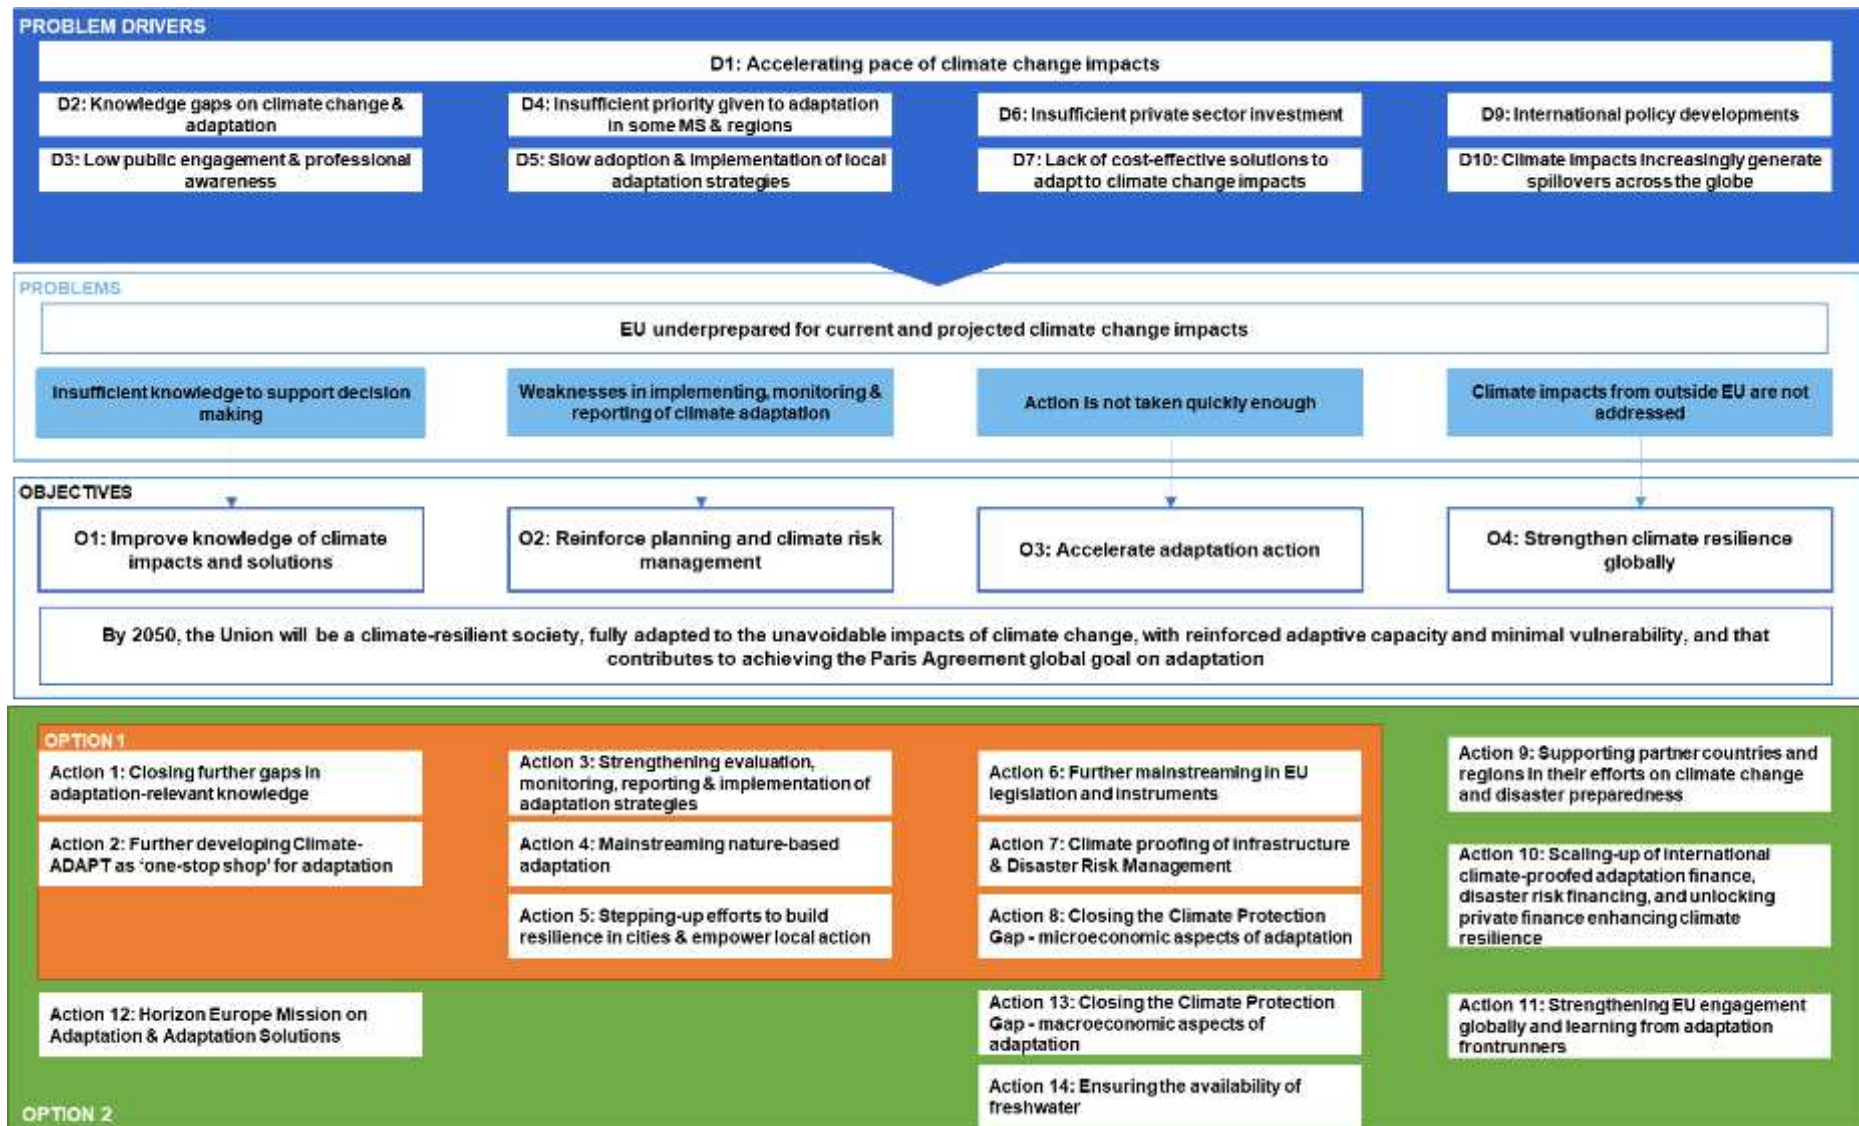 PROBLEM DRIVERS
D1: Accelerating pace of climate change impacts
D2: Knowledge gaps on climate change &
adaptation
D4: Insufficient priority given to adaptation
in some MS & regions
D6: Insufficient private sector investment
D9: International policy developments
D3: Low public engagement & professional
awareness
D5: Slow adoption & implementation of local
adaptation strategies
D7: Lack of cost-effective solutions to
adapt to climate change impacts
D10: Climate impacts increasingly generate
spillovers across the globe
PROBLEMS
EU underprepared for current and projected climate change impacts
Insufficient knowledge to support decision
making
Weaknesses in implementing, monitoring &
reporting of climate adaptation
Action is not taken quickly enough
Climate impacts from outside EU are not
addressed
OBJECTIVES
O1: Improve knowledge of climate
impacts and solutions
O2: Reinforce planning and climate risk
management
O3: Accelerate adaptation action
O4: Strengthen climate resilience
globally
By 2050, the Union will be a climate-resilient society, fully adapted to the unavoidable impacts of climate change, with reinforced adaptive capacity and minimal vulnerability, and that
contributes to achieving the Paris Agreement global goal on adaptation
OPTION 1
Action 1: Closing further gaps in
adaptation-relevant knowledge
Action 2: Further developing Climate-
ADAPT as ‘one-stop shop’ for adaptation
Action 3: Strengthening evaluation,
monitoring, reporting & implementation of
adaptation strategies
Action 4: Mainstreaming nature-based
adaptation
Action 5: Stepping-up efforts to build
resilience in cities & empower local action
Action 6: Further mainstreaming in EU
legislation and instruments
Action 7: Climate proofing of infrastructure
& Disaster Risk Management
Action 8: Closing the Climate Protection
Gap - microeconomic aspects of adaptation
Action 9: Supporting partner countries and
regions in their efforts on climate change
and disaster preparedness
Action 10: Scaling-up of international
climate-proofed adaptation finance,
disaster risk financing, and unlocking
private finance enhancing climate
resilience
Action 12: Horizon Europe Mission on
Adaptation & Adaptation Solutions
Action 13: Closing the Climate Protection
Gap - macroeconomic aspects of
adaptation
Action 14: Ensuring the availability of
freshwater
Action 11: Strengthening EU engagement
globally and learning from adaptation
frontrunners
OPTION 2